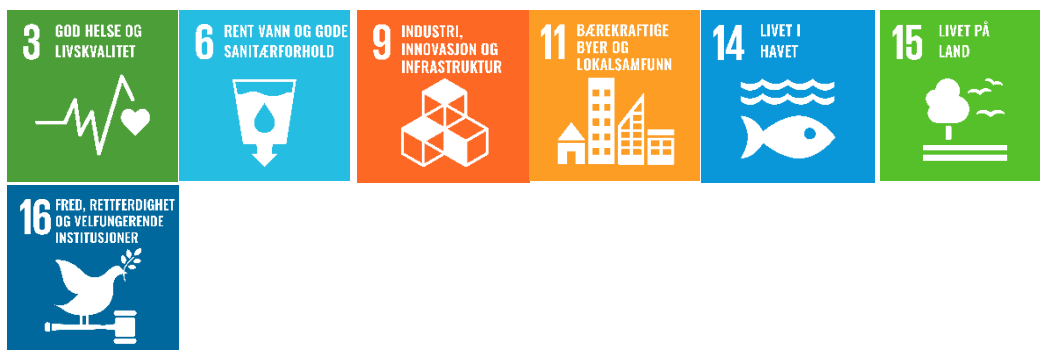 3 GOD HELSE OG
LIVSKVALITET
6 RENT VANN OG GODE
SANITÆRFORHOLD
9 INDUSTRI,
INNOVASJON OG
INFRASTRUKTUR
11 BÆREKRAFTIGE
BYER OG
LOKALSAMFUNN
14 LIVET I
HAVET
15 LIVET PÅ
LAND
16 FRED, RETTFERDIGHET
OG VELFUNGERENDE
INSTITUSJONER